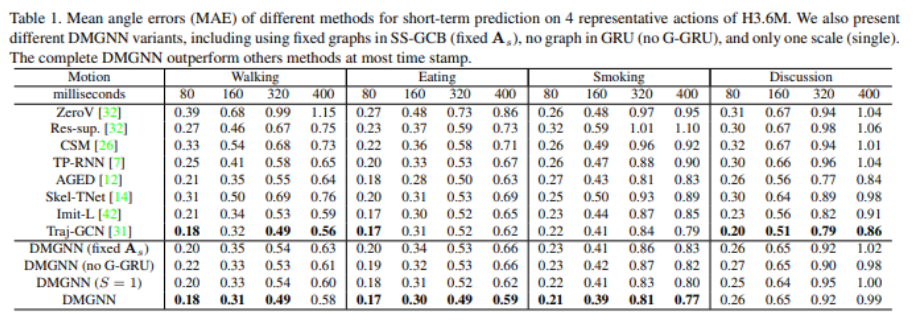 Table 1. Mean angle errors (MAE) of different methods for short-term prediction on 4 representative actions of H3.6M. We also present
different DMGNN variants, including using fixed graphs in SS-GCB (fixed Aₛ), no graph in GRU (no G-GRU), and only one scale (single).
The complete DMGNN outperform others methods at most time stamp.
Motion Walking Eating Smoking Discussion
milliseconds 80 160 320 400 80 160 320 400 80 160 320 400 80 160 320 400
ZeroV [32] 0.39 0.68 0.99 1.15 0.27 0.48 0.73 0.86 0.26 0.48 0.97 0.95 0.31 0.67 0.94 1.04
Res-sup. [32] 0.27 0.46 0.67 0.75 0.23 0.37 0.59 0.73 0.32 0.59 1.01 1.10 0.30 0.67 0.98 1.06
CSM [26] 0.33 0.54 0.68 0.73 0.22 0.36 0.58 0.71 0.26 0.49 0.96 0.92 0.32 0.67 0.94 1.01
TP-RNN [7] 0.25 0.41 0.58 0.65 0.20 0.33 0.53 0.67 0.26 0.47 0.88 0.90 0.30 0.66 0.96 1.04
AGED [12] 0.21 0.35 0.55 0.64 0.18 0.28 0.50 0.63 0.27 0.43 0.81 0.83 0.26 0.56 0.77 0.84
Skel-TNet [14] 0.31 0.50 0.69 0.76 0.20 0.31 0.53 0.69 0.25 0.50 0.93 0.89 0.30 0.64 0.89 0.98
Imit-L [42] 0.21 0.34 0.53 0.59 0.17 0.30 0.52 0.65 0.23 0.44 0.87 0.85 0.23 0.56 0.82 0.91
Traj-GCN [31] 0.18 0.32 0.49 0.56 0.17 0.31 0.52 0.62 0.22 0.41 0.84 0.79 0.20 0.51 0.79 0.86
DMGNN (fixed Aₛ) 0.20 0.35 0.54 0.63 0.20 0.34 0.53 0.66 0.23 0.41 0.86 0.83 0.26 0.65 0.92 1.02
DMGNN (no G-GRU) 0.22 0.33 0.53 0.61 0.19 0.32 0.53 0.66 0.23 0.42 0.87 0.82 0.27 0.65 0.90 0.98
DMGNN (S = 1) 0.20 0.33 0.54 0.60 0.18 0.31 0.52 0.62 0.22 0.41 0.83 0.80 0.25 0.64 0.95 1.00
DMGNN 0.18 0.31 0.49 0.58 0.17 0.30 0.49 0.59 0.21 0.39 0.81 0.77 0.26 0.65 0.92 0.99